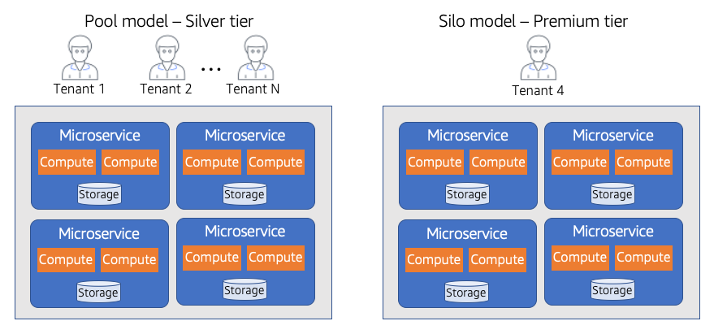 Pool model – Silver tier
Tenant 1
Tenant 2
...
Tenant N
Microservice
Compute Compute
Storage
Microservice
Compute Compute
Storage
Microservice
Compute Compute
Storage
Microservice
Compute Compute
Storage
Silo model – Premium tier
Tenant 4
Microservice
Compute Compute
Storage
Microservice
Compute Compute
Storage
Microservice
Compute Compute
Storage
Microservice
Compute Compute
Storage